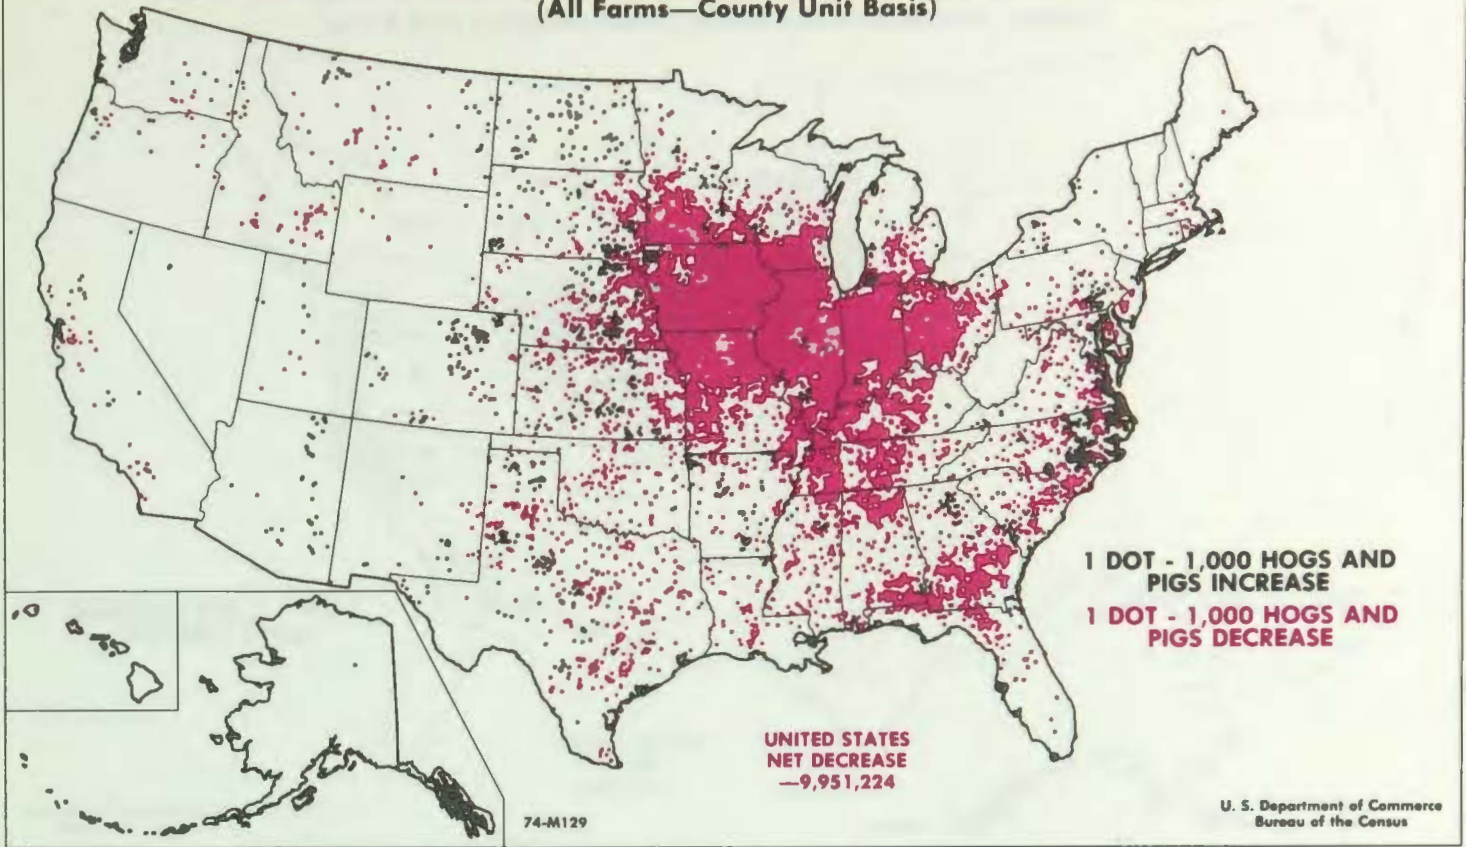 (All Farms—County Unit Basis)
1 DOT - 1,000 HOGS AND
PIGS INCREASE
1 DOT - 1,000 HOGS AND
PIGS DECREASE
UNITED STATES
NET DECREASE
—9,951,224
74-M129
U. S. Department of Commerce
Bureau of the Census